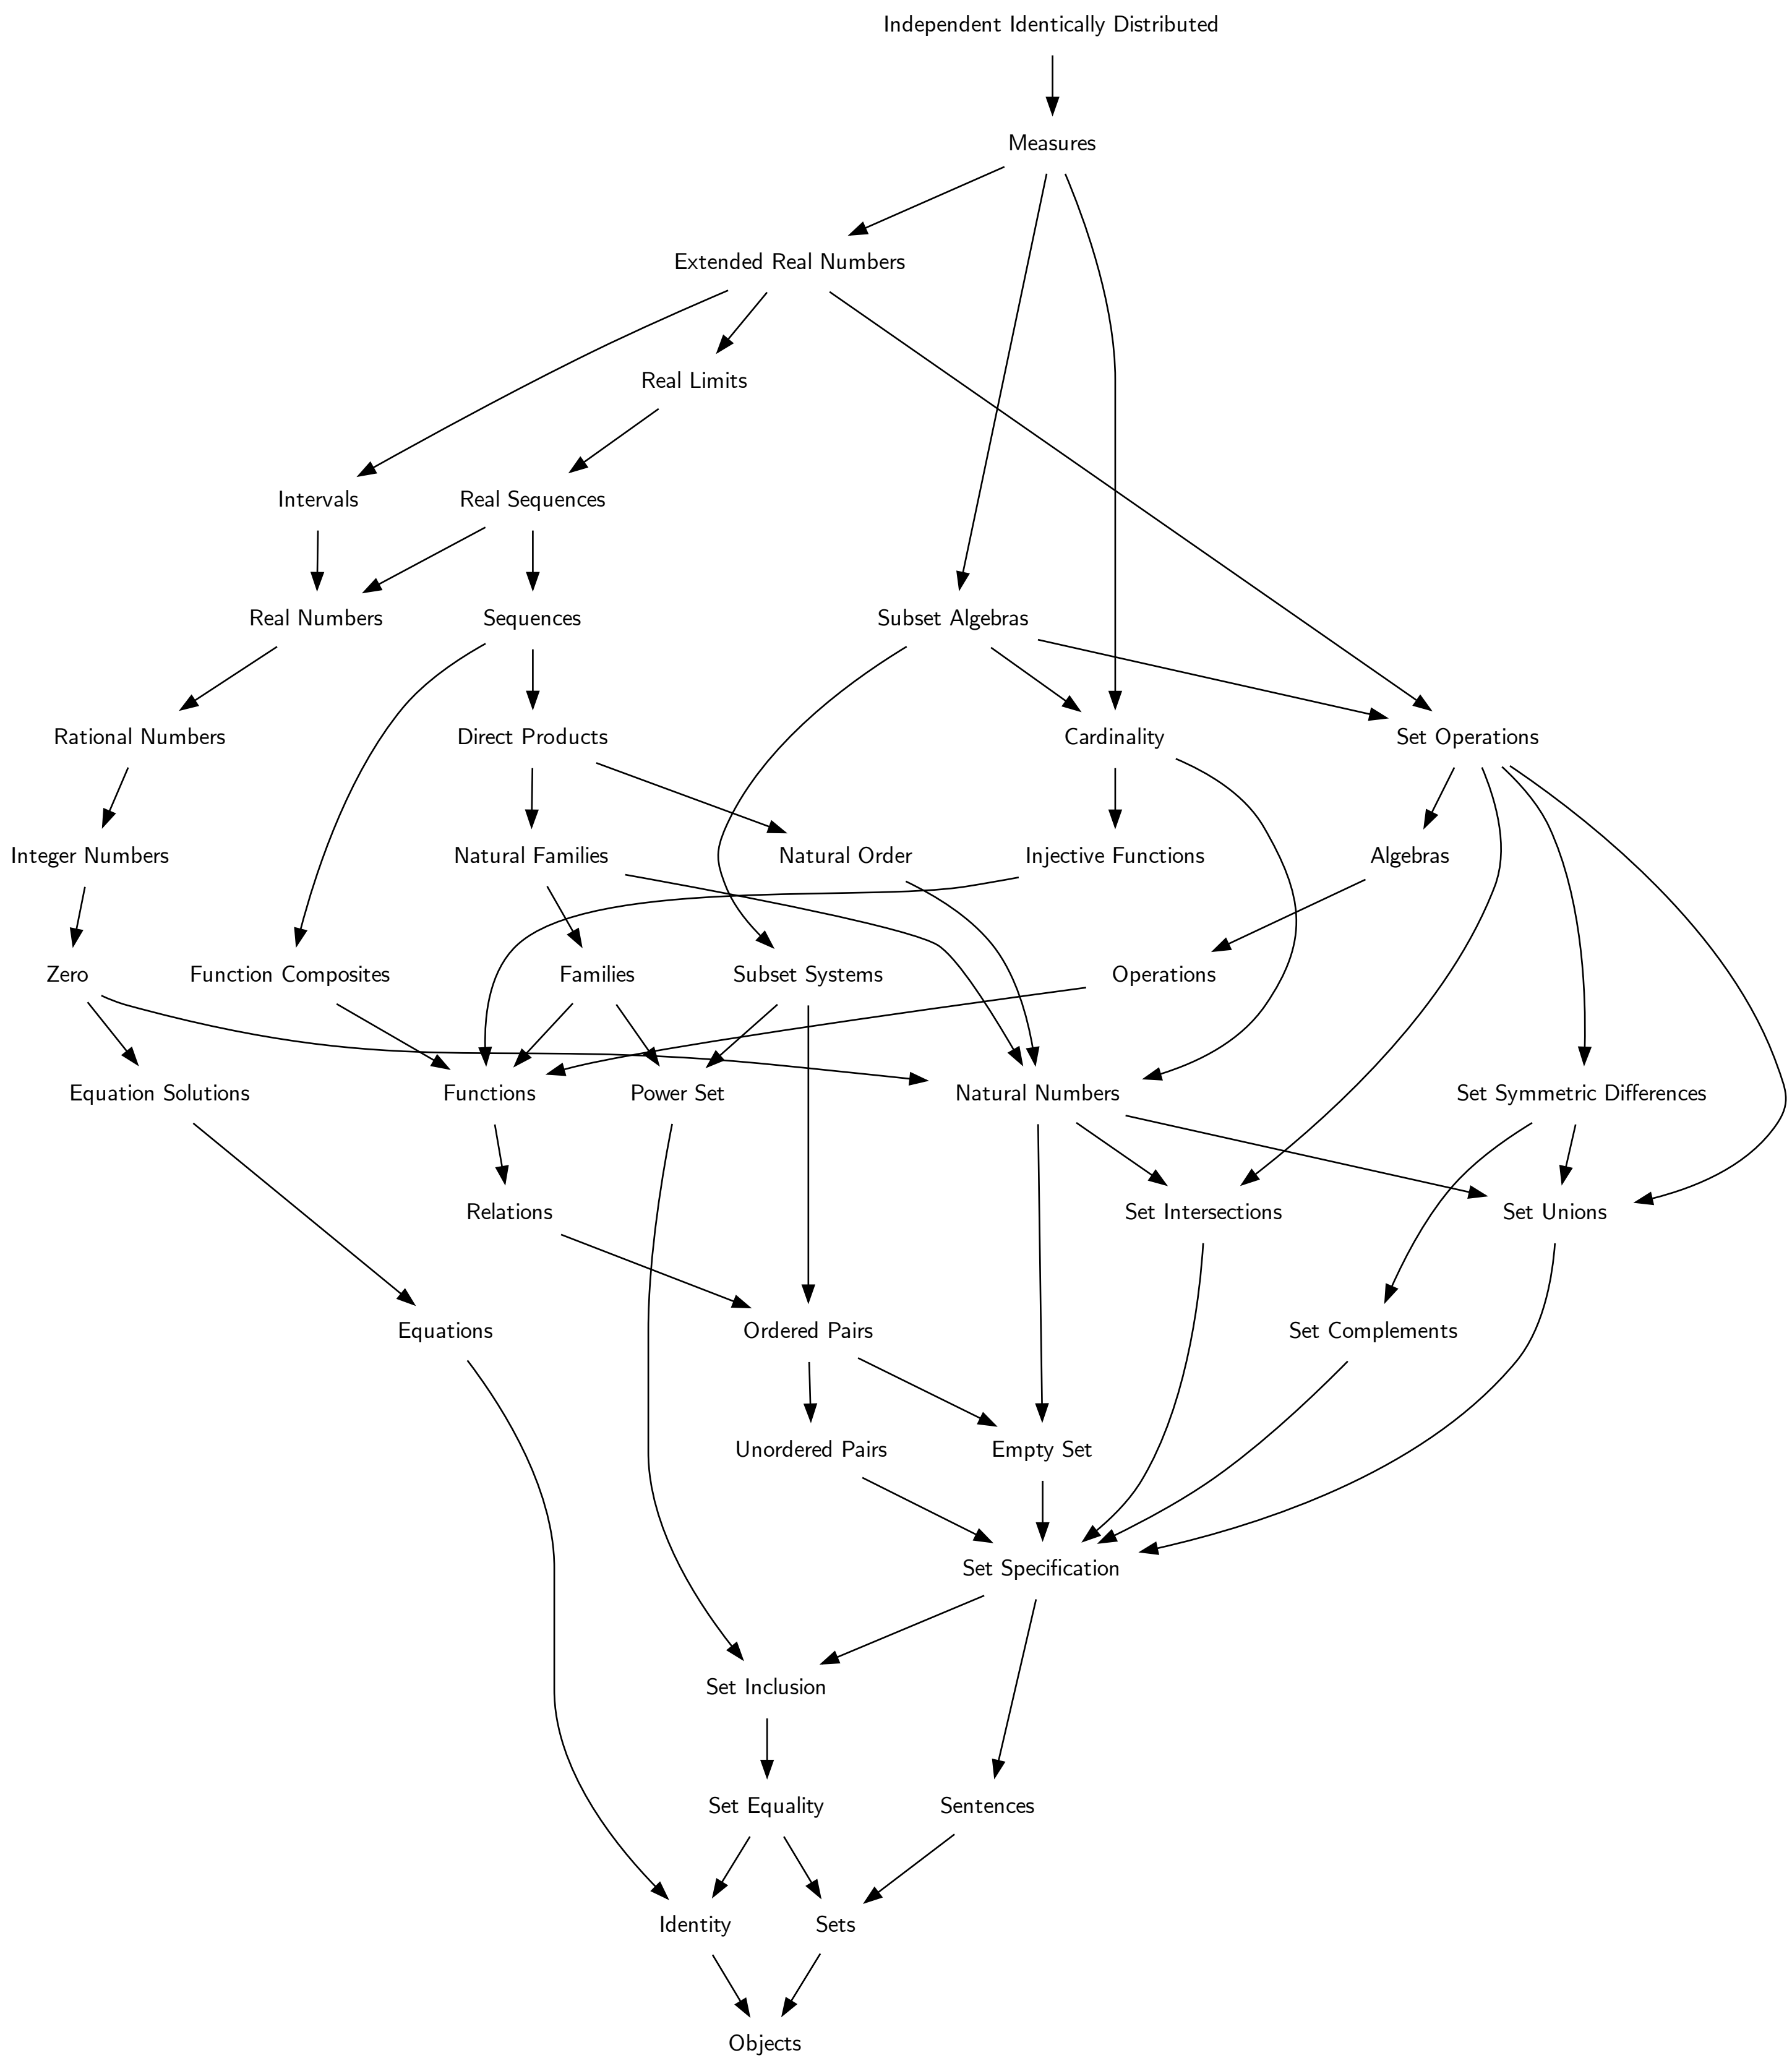 Independent Identically Distributed
Measures
Extended Real Numbers
Real Limits
Intervals
Real Sequences
Real Numbers
Sequences
Subset Algebras
Rational Numbers
Direct Products
Cardinality
Set Operations
Integer Numbers
Natural Families
Natural Order
Injective Functions
Algebras
Zero
Function Composites
Families
Subset Systems
Operations
Equation Solutions
Functions
Power Set
Natural Numbers
Set Symmetric Differences
Relations
Set Intersections
Set Unions
Equations
Ordered Pairs
Set Complements
Unordered Pairs
Empty Set
Set Specification
Set Inclusion
Set Equality
Sentences
Identity
Sets
Objects